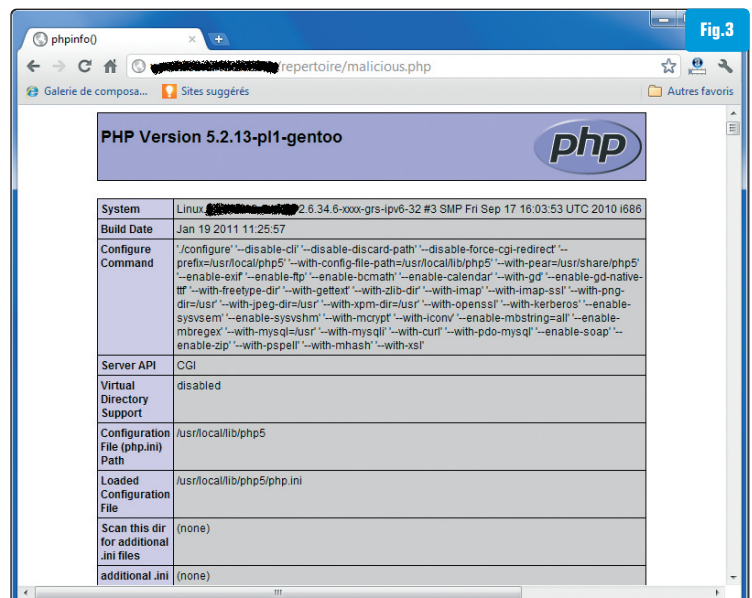 Fig.3
phpinfo()
/repertoire/malicious.php
Galerie de composa...
Sites suggérés
Autres favoris
PHP Version 5.2.13-pl1-gentoo
php
System Linux 2.6.34.6-xxxx-grs-ipv6-32 #3 SMP Fri Sep 17 16:03:53 UTC 2010 i686
Build Date Jan 19 2011 11:25:57
Configure './configure' '--disable-cli' '--disable-discard-path' '--disable-force-cgi-redirect' '--
Command prefix=/usr/local/php5' '--with-config-file-path=/usr/local/lib/php5' '--with-pear=/usr/share/php5'
'--enable-exif' '--enable-ftp' '--enable-bcmath' '--enable-calendar' '--with-gd' '--enable-gd-native-
ttf' '--with-freetype-dir' '--with-gettext' '--with-zlib-dir' '--with-imap' '--with-imap-ssl' '--with-png-
dir=/usr' '--with-jpeg-dir=/usr' '--with-xpm-dir=/usr' '--with-openssl' '--with-kerberos' '--enable-
sysvsem' '--enable-sysvshm' '--with-mcrypt' '--with-iconv' '--enable-mbstring=all' '--enable-
mbregex' '--with-mysql=/usr' '--with-mysqli' '--with-curl' '--with-pdo-mysql' '--enable-soap' '--
enable-zip' '--with-pspell' '--with-mhash' '--with-xsl'
Server API CGI
Virtual disabled
Directory
Support
Configuration /usr/local/lib/php5
File (php.ini)
Path
Loaded /usr/local/lib/php5/php.ini
Configuration
File
Scan this dir (none)
for additional
.ini files
additional .ini (none)